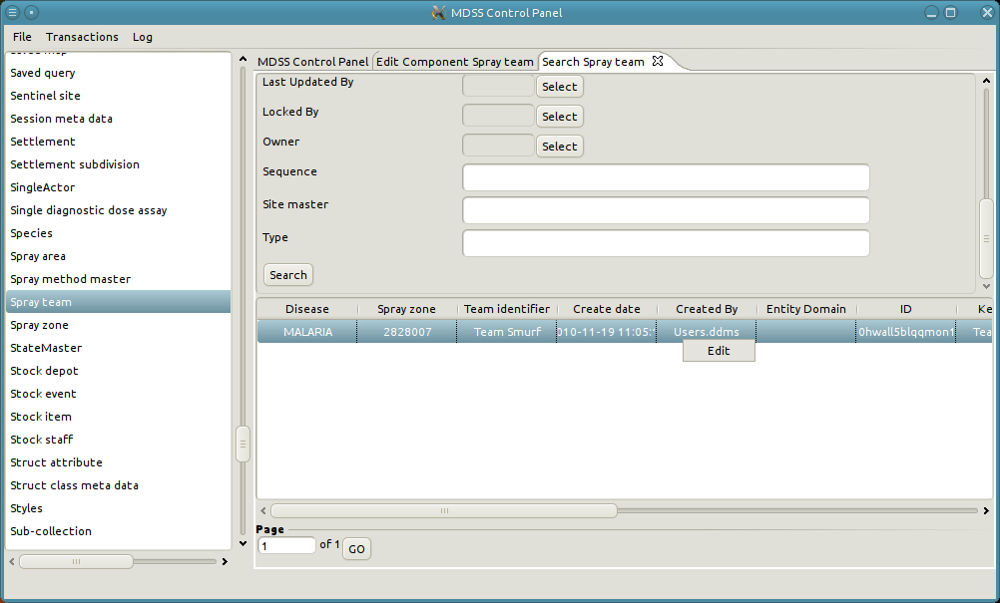 MDSS Control Panel
File Transactions Log
Saved query
Sentinel site
Session meta data
Settlement
Settlement subdivision
SingleActor
Single diagnostic dose assay
Species
Spray area
Spray method master
Spray team
Spray zone
StateMaster
Stock depot
Stock event
Stock item
Stock staff
Struct attribute
Struct class meta data
Styles
Sub-collection
MDSS Control Panel Edit Component Spray team Search Spray team
Last Updated By Select
Locked By Select
Owner Select
Sequence
Site master
Type
Search
Disease Spray zone Team identifier Create date Created By Entity Domain ID Ke
MALARIA 2828007 Team Smurf 010-11-19 11:05: Users.ddms 0hwall5blqqmon1 Tea
Edit
Page
1 of 1 GO